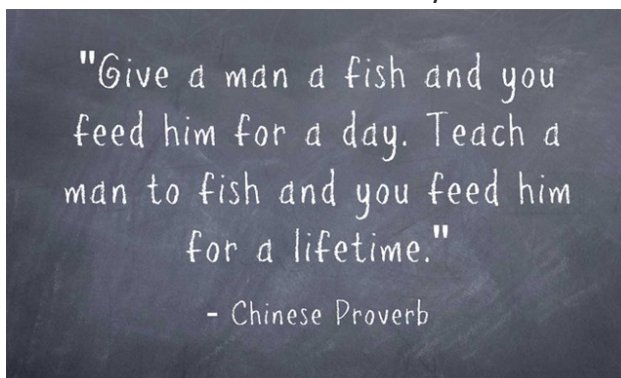 "Give a man a fish and you
feed him for a day. Teach a
man to fish and you feed him
for a lifetime."
- Chinese Proverb